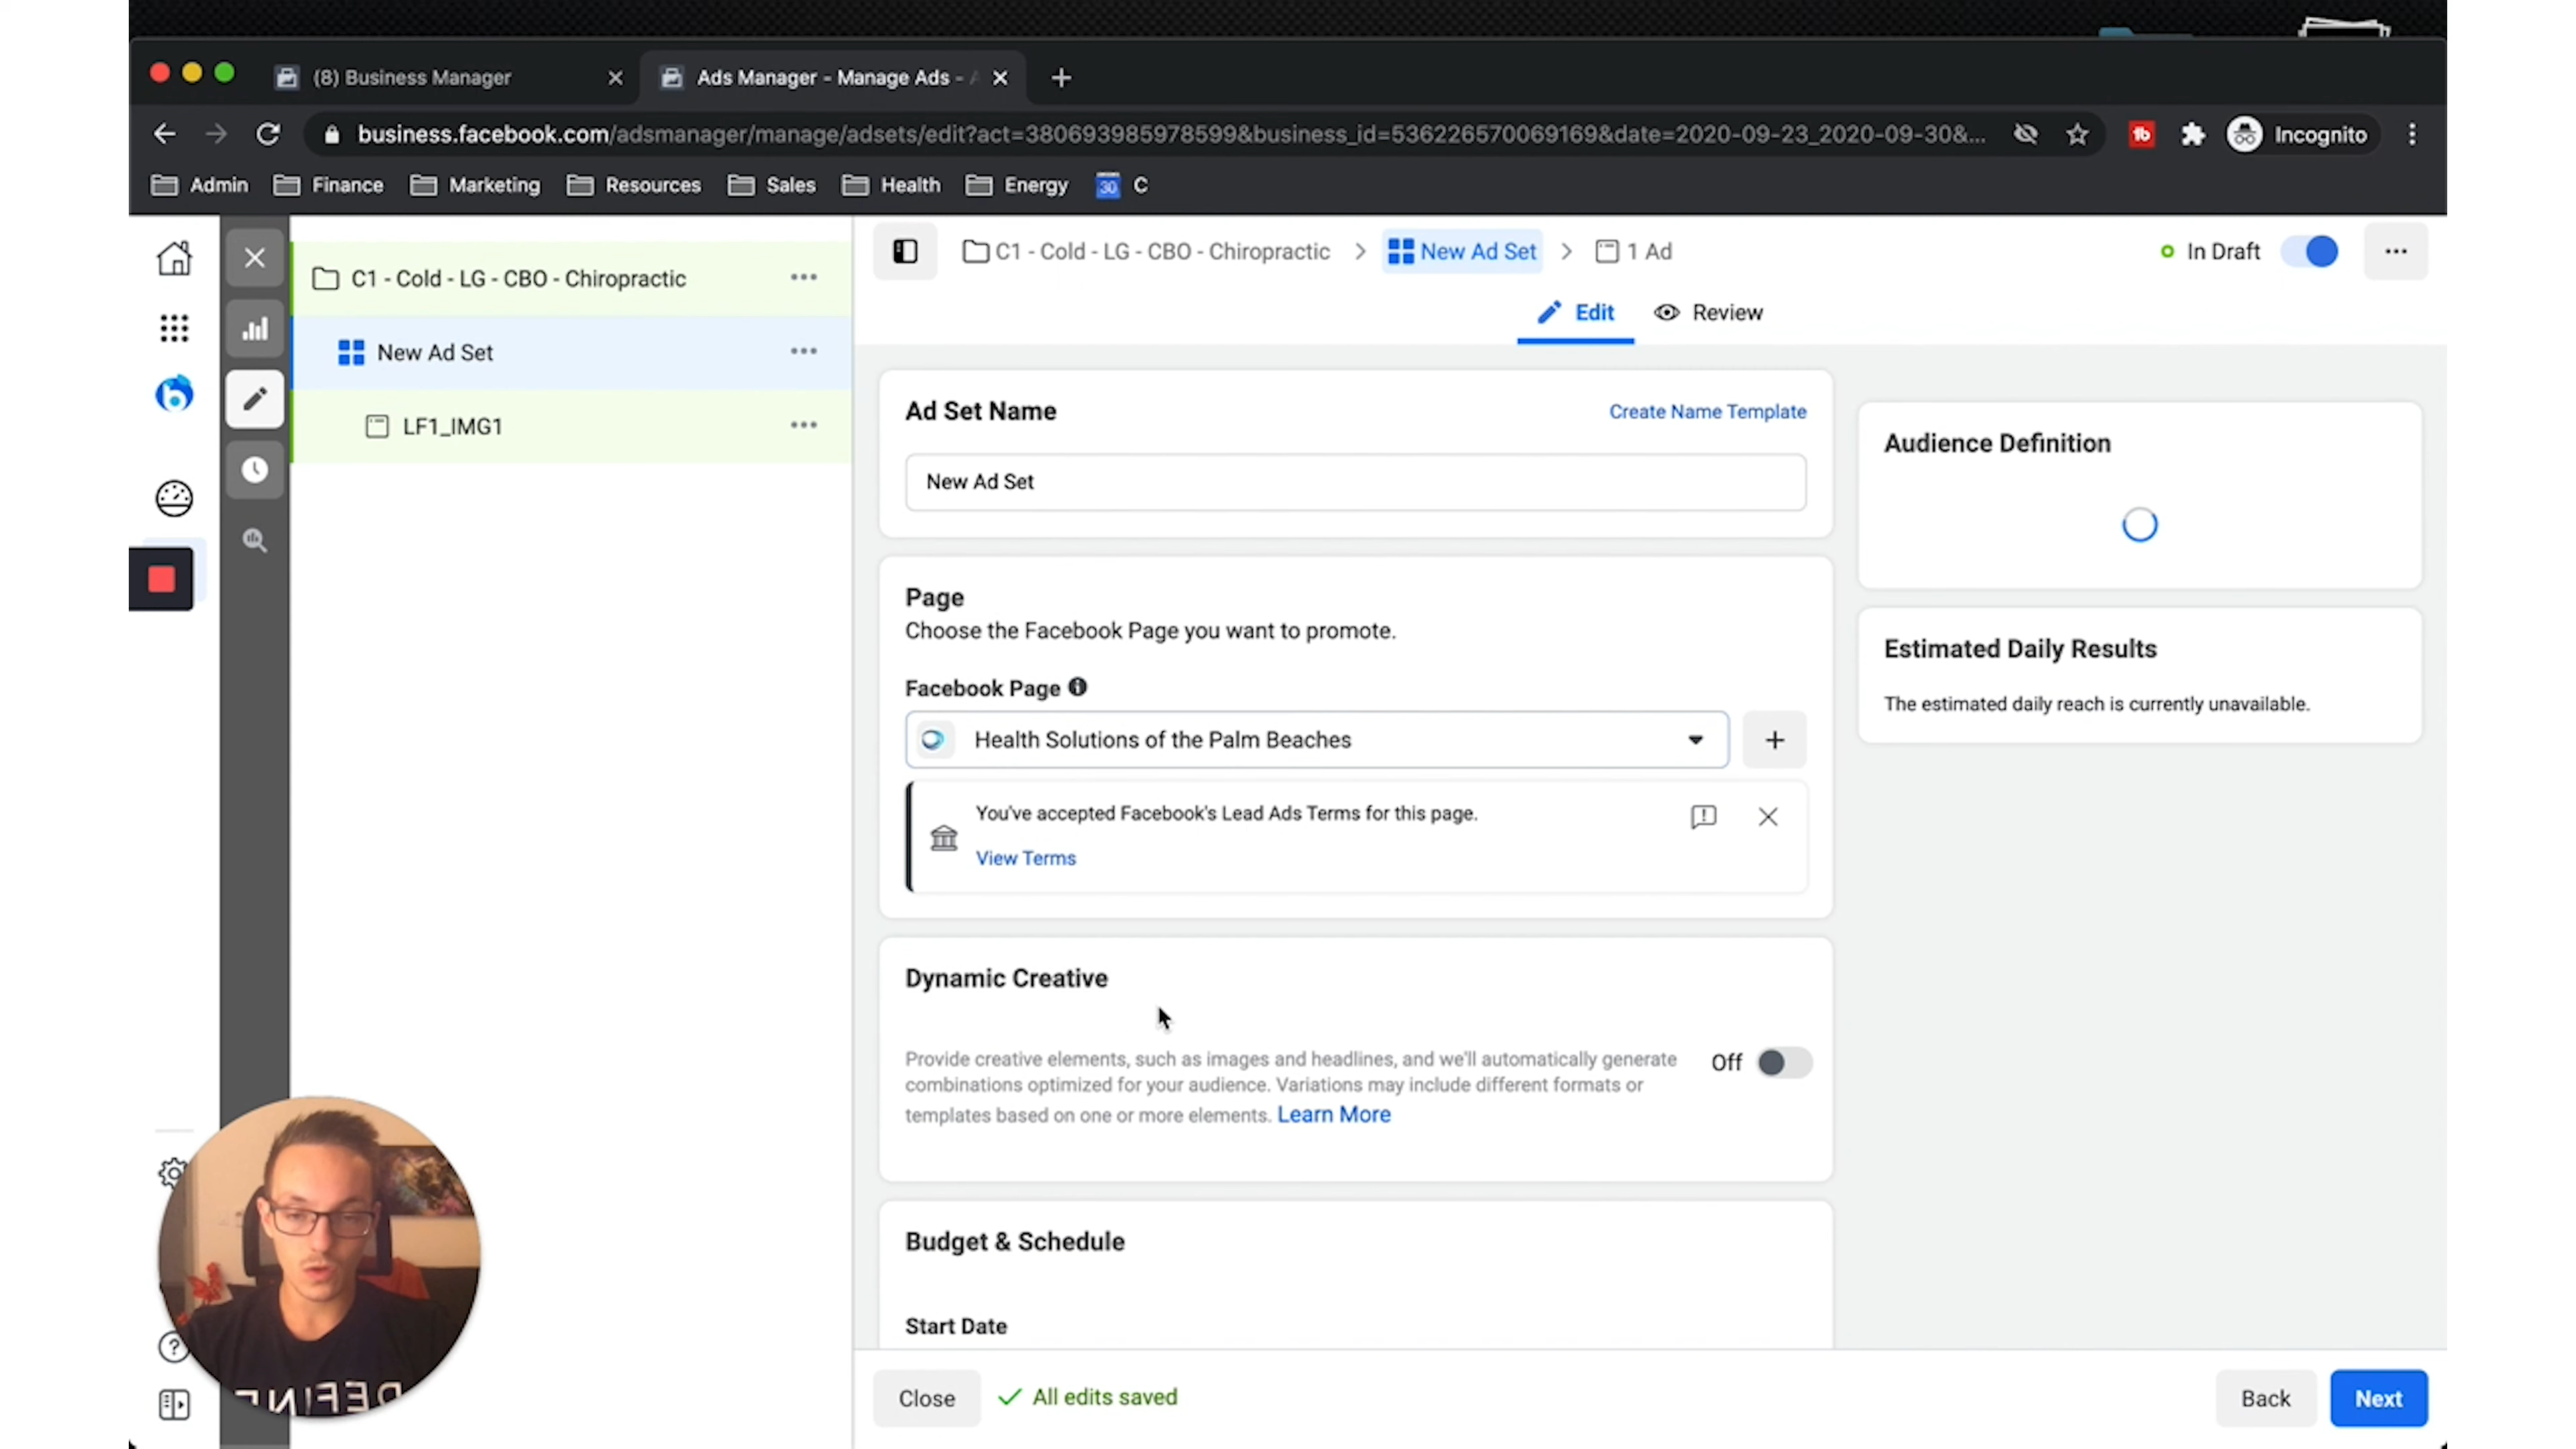 (8) Business Manager
Ads Manager - Manage Ads -
business.facebook.com/adsmanager/manage/adsets/edit?act=380693985978599&business_id=536226570069169&date=2020-09-23_2020-09-30&...
Incognito
Admin
Finance
Marketing
Resources
Sales
Health
Energy
30
C
C1 - Cold - LG - CBO - Chiropractic
New Ad Set
LF1_IMG1
C1 - Cold - LG - CBO - Chiropractic
New Ad Set
1 Ad
In Draft
Edit
Review
Ad Set Name
Create Name Template
New Ad Set
Page
Choose the Facebook Page you want to promote.
Facebook Page
Health Solutions of the Palm Beaches
You've accepted Facebook's Lead Ads Terms for this page.
View Terms
Dynamic Creative
Provide creative elements, such as images and headlines, and we'll automatically generate
combinations optimized for your audience. Variations may include different formats or
templates based on one or more elements. Learn More
Off
Budget & Schedule
Start Date
Audience Definition
Estimated Daily Results
The estimated daily reach is currently unavailable.
Close
All edits saved
Back
Next